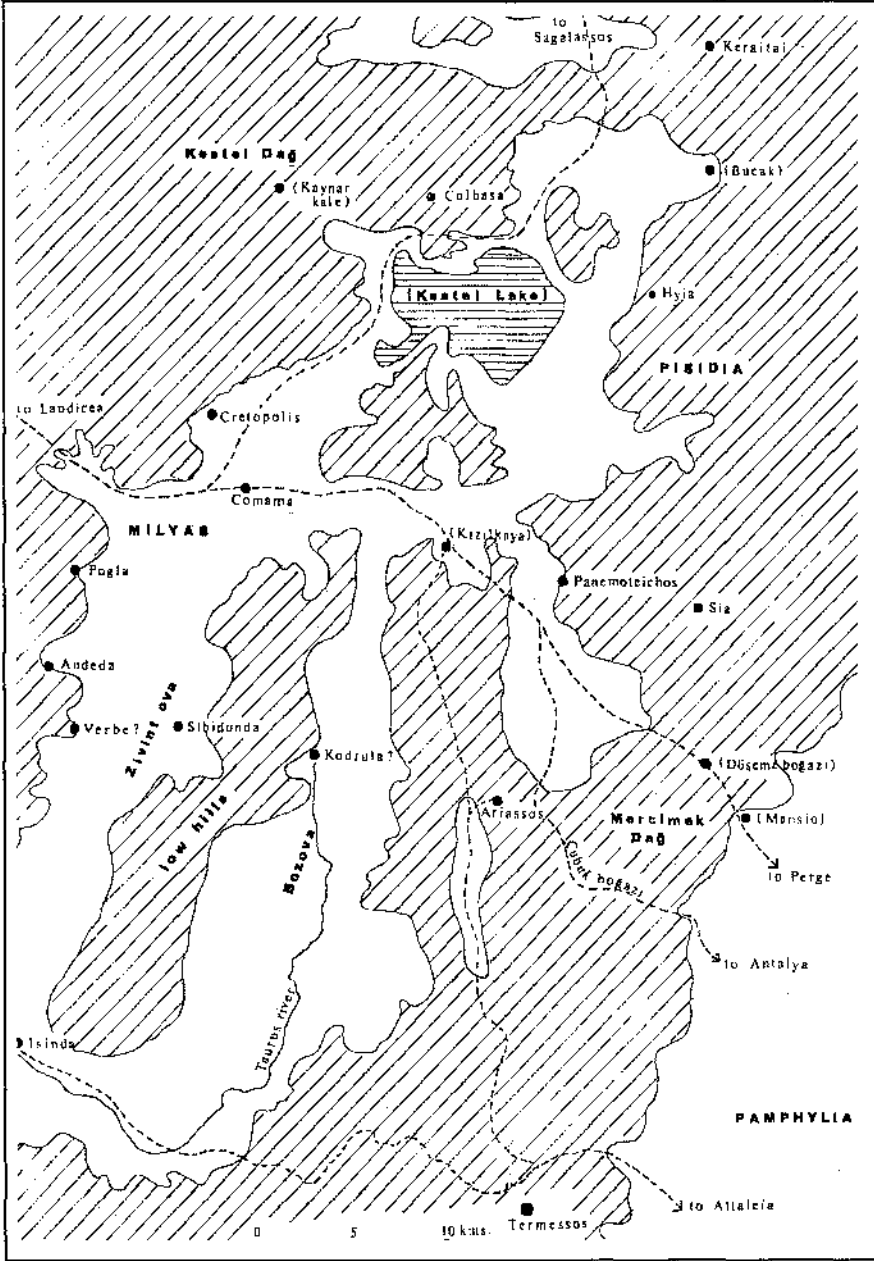 to
Sagalassos
Keraitai
Kestel Dağ
(Bucak)
(Kaynar
kale)
Colbasa
(Kestel Lake)
Hyia
PISIDIA
to Laodicea
Cretopolis
Comama
MILYAS
(Kızılkaya)
Pogla
Panemoteichos
Sia
Andeda
Verbe?
Sibidunda
Zivint ova
Kodrula?
(Döşeme boğazı)
low hills
Bozova
Ariassos
Mercimek
Dağ
(Mansio)
Çubuk boğazı
to Perge
to Antalya
Isinda
Taurus river
PAMPHYLIA
to Attaleia
0 5 10 kms.
Termessos